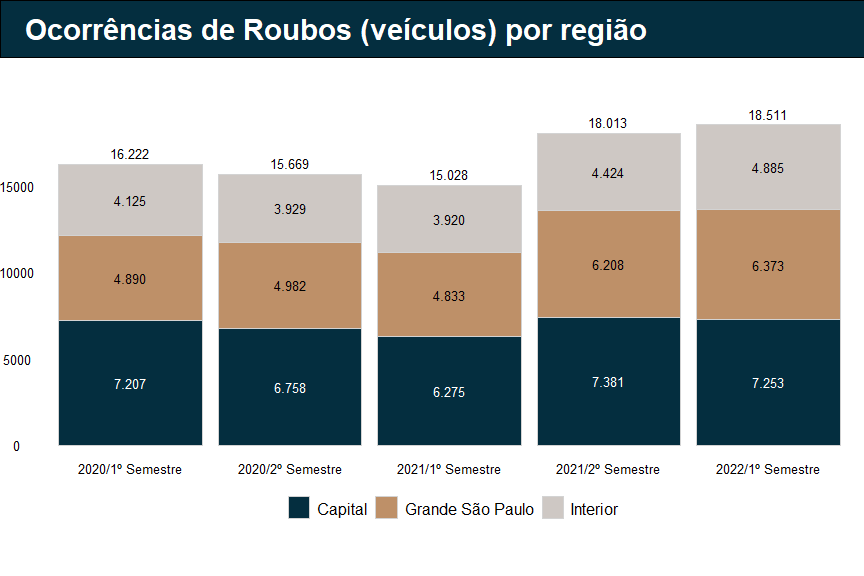 Ocorrências de Roubos (veículos) por região
16.222 15.669 15.028 18.013 18.511
15000
10000
5000
0
4.125 3.929 3.920 4.424 4.885
4.890 4.982 4.833 6.208 6.373
7.207 6.758 6.275 7.381 7.253
2020/1º Semestre 2020/2º Semestre 2021/1º Semestre 2021/2º Semestre 2022/1º Semestre
Capital Grande São Paulo Interior